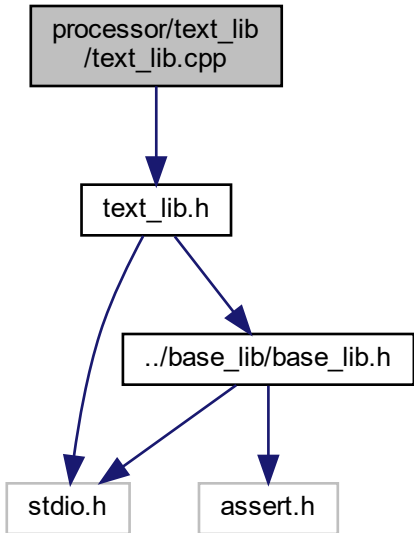 processor/text_lib
/text_lib.cpp
text_lib.h
../base_lib/base_lib.h
stdio.h
assert.h